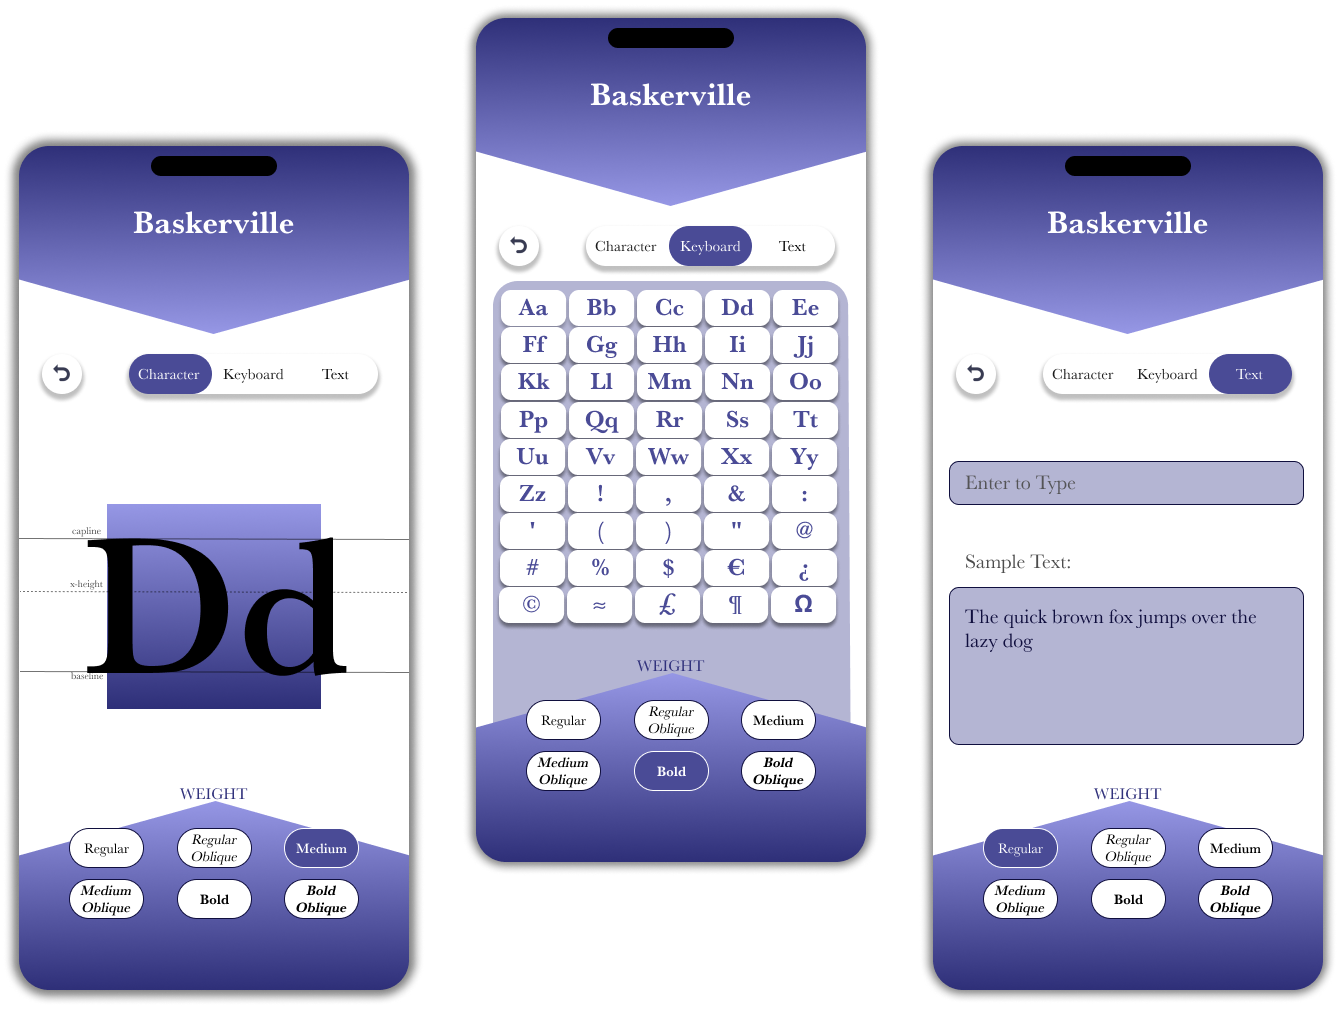 Baskerville
Character Keyboard Text
capline
x-height
baseline
Dd
WEIGHT
Regular Regular Oblique Medium
Medium Oblique Bold Bold Oblique
Baskerville
Character Keyboard Text
Aa Bb Cc Dd Ee
Ff Gg Hh Ii Jj
Kk Ll Mm Nn Oo
Pp Qq Rr Ss Tt
Uu Vv Ww Xx Yy
Zz ! , & :
' ( ) " @
# % $ € ¿
© ≈ £ ¶ Ω
WEIGHT
Regular Regular Oblique Medium
Medium Oblique Bold Bold Oblique
Baskerville
Character Keyboard Text
Enter to Type
Sample Text:
The quick brown fox jumps over the
lazy dog
WEIGHT
Regular Regular Oblique Medium
Medium Oblique Bold Bold Oblique